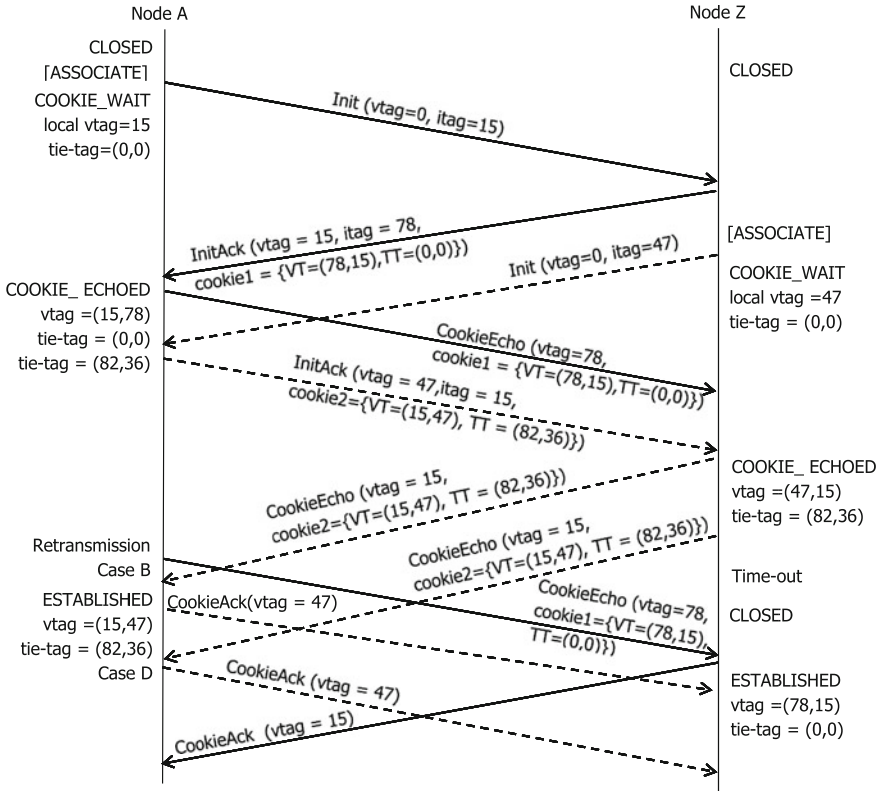 Node A
Node Z
CLOSED
⌈ASSOCIATE⌉
COOKIE_WAIT
local vtag=15
tie-tag=(0,0)
CLOSED
Init (vtag=0, itag=15)
InitAck (vtag = 15, itag = 78,
cookie1 = {VT=(78,15),TT=(0,0)})
[ASSOCIATE]
COOKIE_WAIT
local vtag =47
tie-tag = (0,0)
Init (vtag=0, itag=47)
COOKIE_ ECHOED
vtag =(15,78)
tie-tag = (0,0)
tie-tag = (82,36)
CookieEcho (vtag=78,
cookie1 = {VT=(78,15),TT=(0,0)})
InitAck (vtag = 47,itag = 15,
cookie2={VT=(15,47), TT = (82,36)})
COOKIE_ ECHOED
vtag =(47,15)
tie-tag = (82,36)
CookieEcho (vtag = 15,
cookie2={VT=(15,47), TT = (82,36)})
CookieEcho (vtag = 15,
cookie2={VT=(15,47), TT = (82,36)})
Retransmission
Case B
Time-out
CLOSED
CookieEcho (vtag=78,
cookie1={VT=(78,15),
TT=(0,0)})
ESTABLISHED
vtag =(15,47)
tie-tag = (82,36)
Case D
CookieAck(vtag = 47)
CookieAck (vtag = 47)
ESTABLISHED
vtag =(78,15)
tie-tag = (0,0)
CookieAck (vtag = 15)